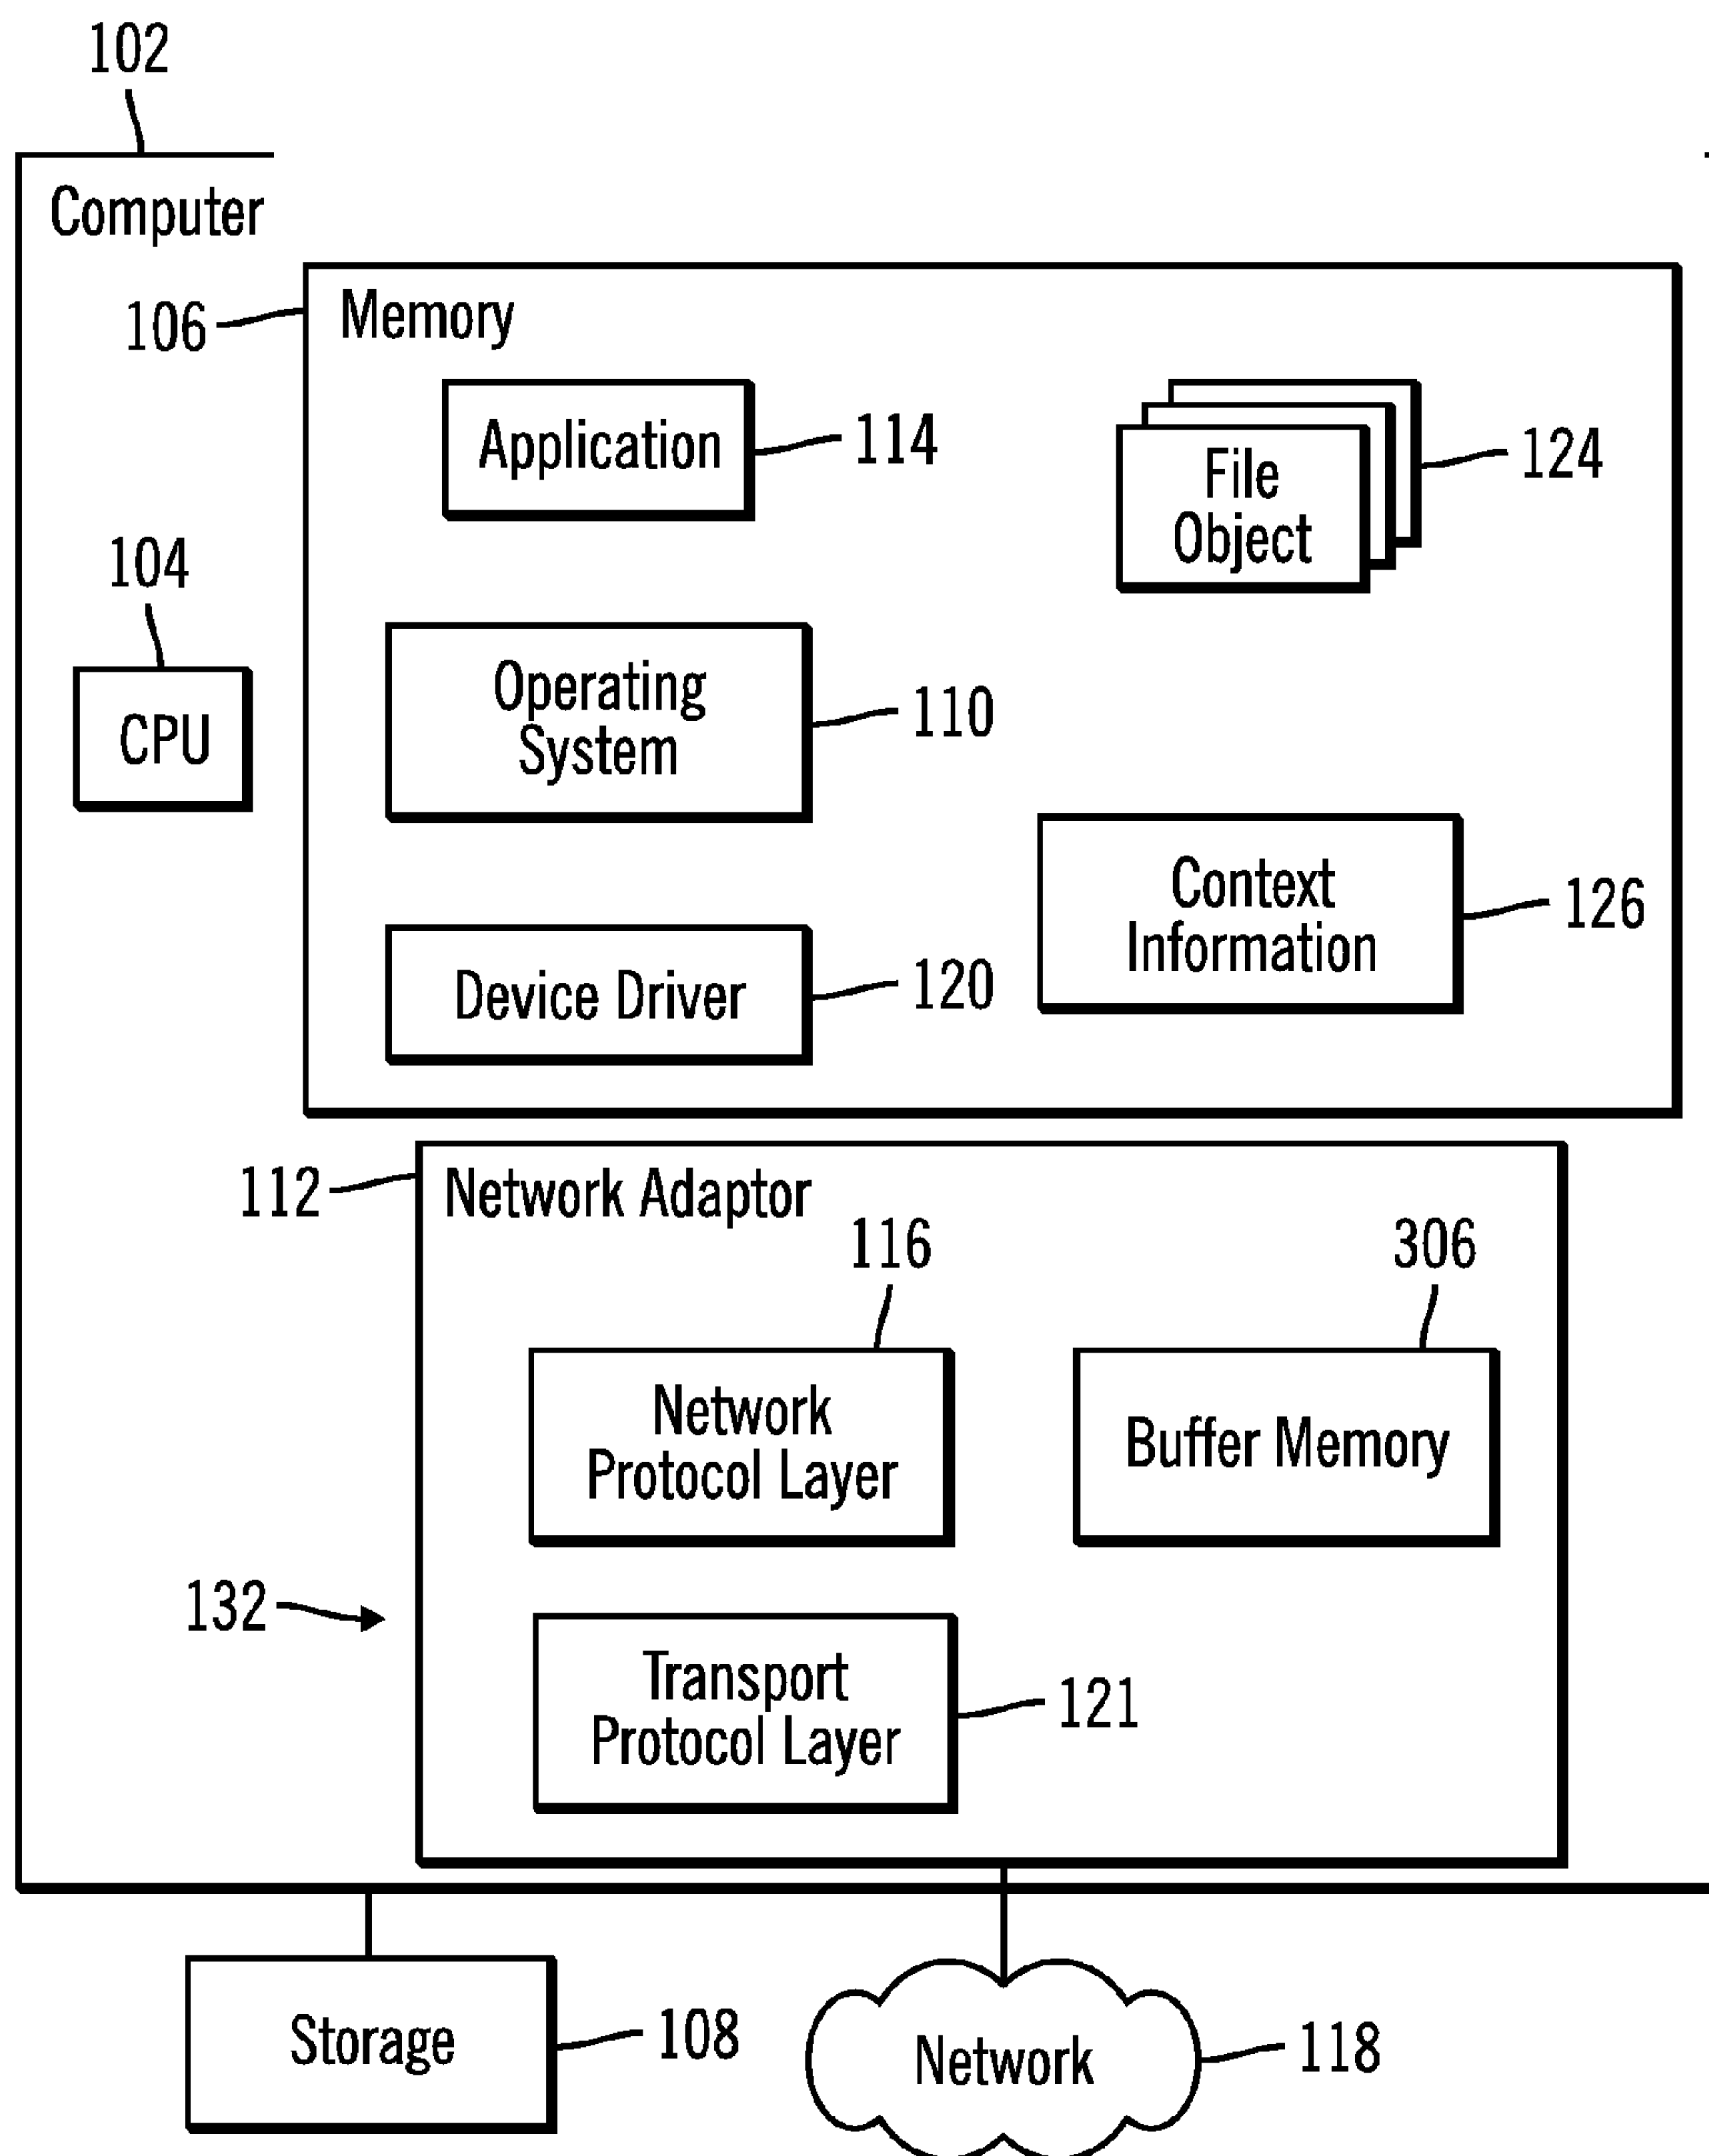 102
Computer
106
Memory
Application
114
File
Object
124
104
CPU
Operating
System
110
Context
Information
126
Device Driver
120
112
Network Adaptor
116
306
Network
Protocol Layer
Buffer Memory
132
Transport
Protocol Layer
121
Storage
108
Network
118